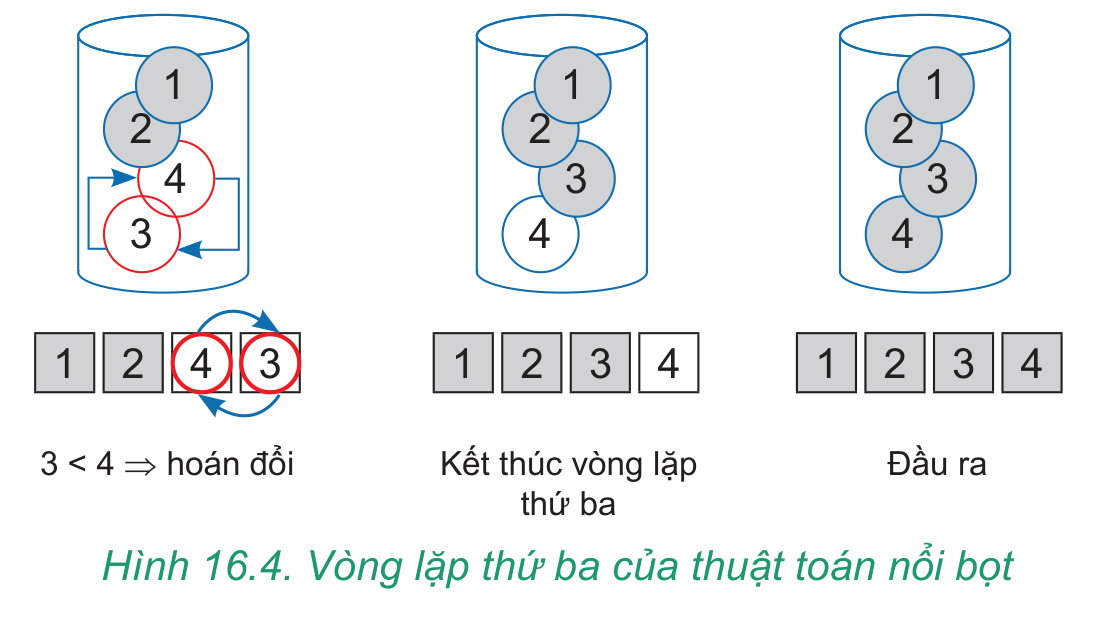 1
2
4
3
1
2
3
4
1
2
3
4
1 2 4 3
1 2 3 4
1 2 3 4
3 < 4 ⇒ hoán đổi
Kết thúc vòng lặp
thứ ba
Đầu ra
Hình 16.4. Vòng lặp thứ ba của thuật toán nổi bọt